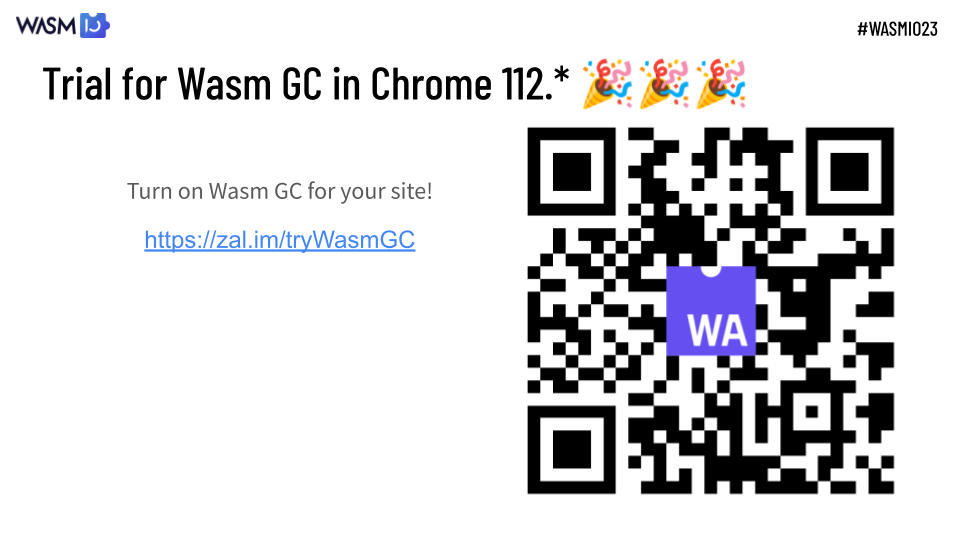 WASM IO
#WASMIO23
Trial for Wasm GC in Chrome 112.* 🎉🎉🎉
Turn on Wasm GC for your site!
https://zal.im/tryWasmGC
WA